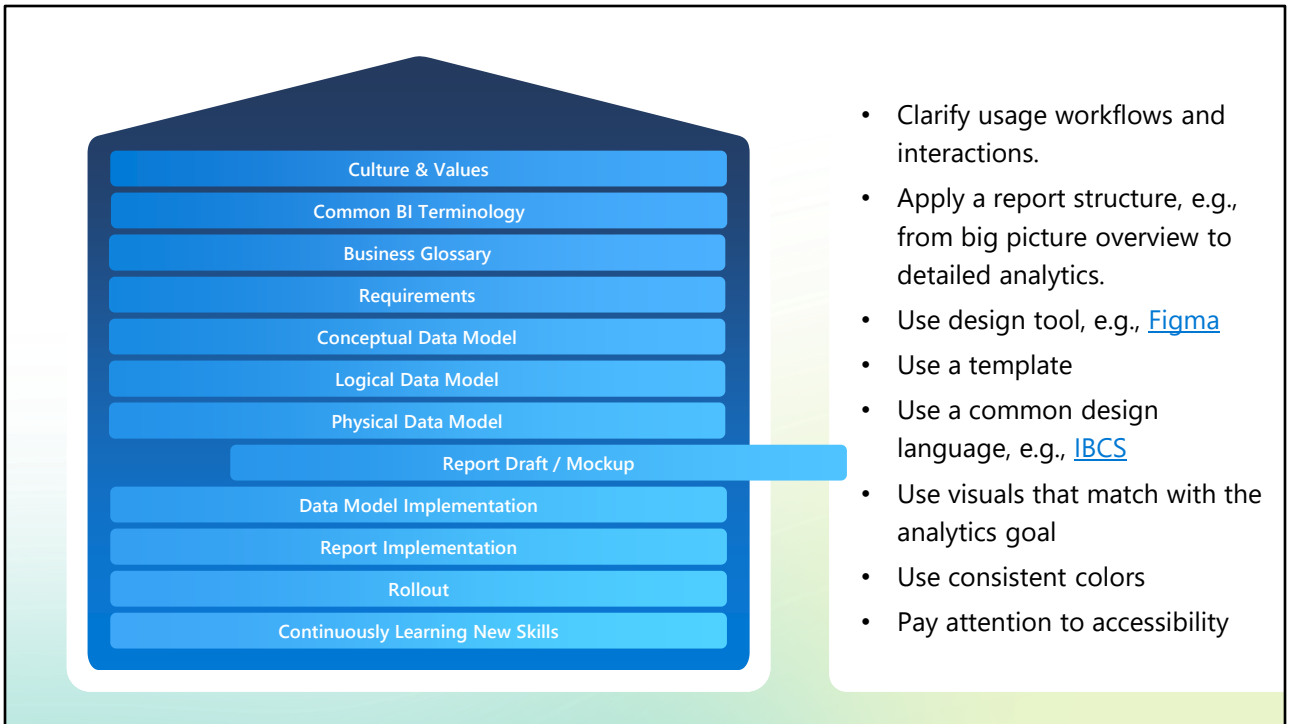 Culture & Values
Common BI Terminology
Business Glossary
Requirements
Conceptual Data Model
Logical Data Model
Physical Data Model
Report Draft / Mockup
Data Model Implementation
Report Implementation
Rollout
Continuously Learning New Skills
• Clarify usage workflows and
interactions.
• Apply a report structure, e.g.,
from big picture overview to
detailed analytics.
• Use design tool, e.g., Figma
• Use a template
• Use a common design
language, e.g., IBCS
• Use visuals that match with the
analytics goal
• Use consistent colors
• Pay attention to accessibility